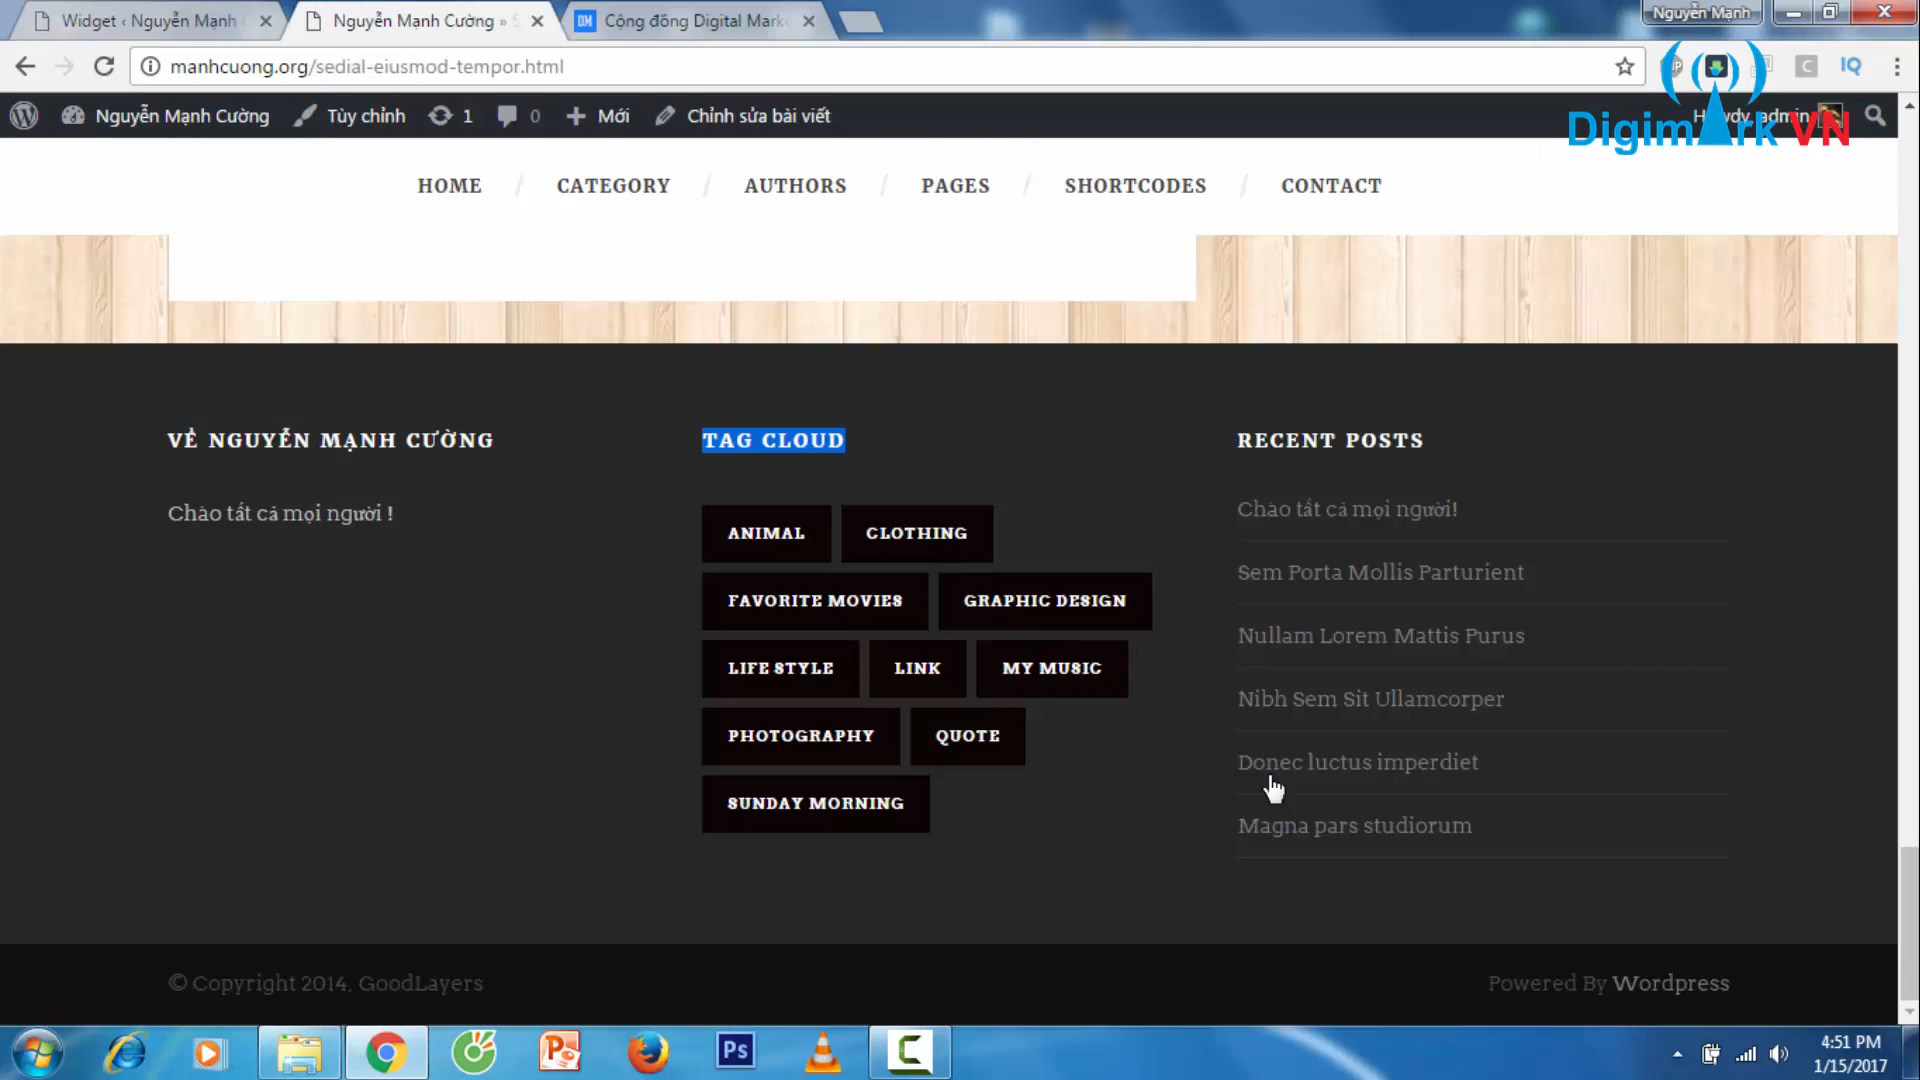 Widget ‹ Nguyễn Mạnh
Nguyễn Mạnh Cường » S
Cộng đồng Digital Marke
Nguyễn Mạnh
manhcuong.org/sedial-eiusmod-tempor.html
Nguyễn Mạnh Cường
Tùy chỉnh
1
0
Mới
Chỉnh sửa bài viết
admin
Digimark VN
HOME / CATEGORY / AUTHORS / PAGES / SHORTCODES / CONTACT
VỀ NGUYỄN MẠNH CƯỜNG
Chào tất cả mọi người !
TAG CLOUD
ANIMAL
CLOTHING
FAVORITE MOVIES
GRAPHIC DESIGN
LIFE STYLE
LINK
MY MUSIC
PHOTOGRAPHY
QUOTE
SUNDAY MORNING
RECENT POSTS
Chào tất cả mọi người!
Sem Porta Mollis Parturient
Nullam Lorem Mattis Purus
Nibh Sem Sit Ullamcorper
Donec luctus imperdiet
Magna pars studiorum
© Copyright 2014, GoodLayers
Powered By Wordpress
4:51 PM
1/15/2017